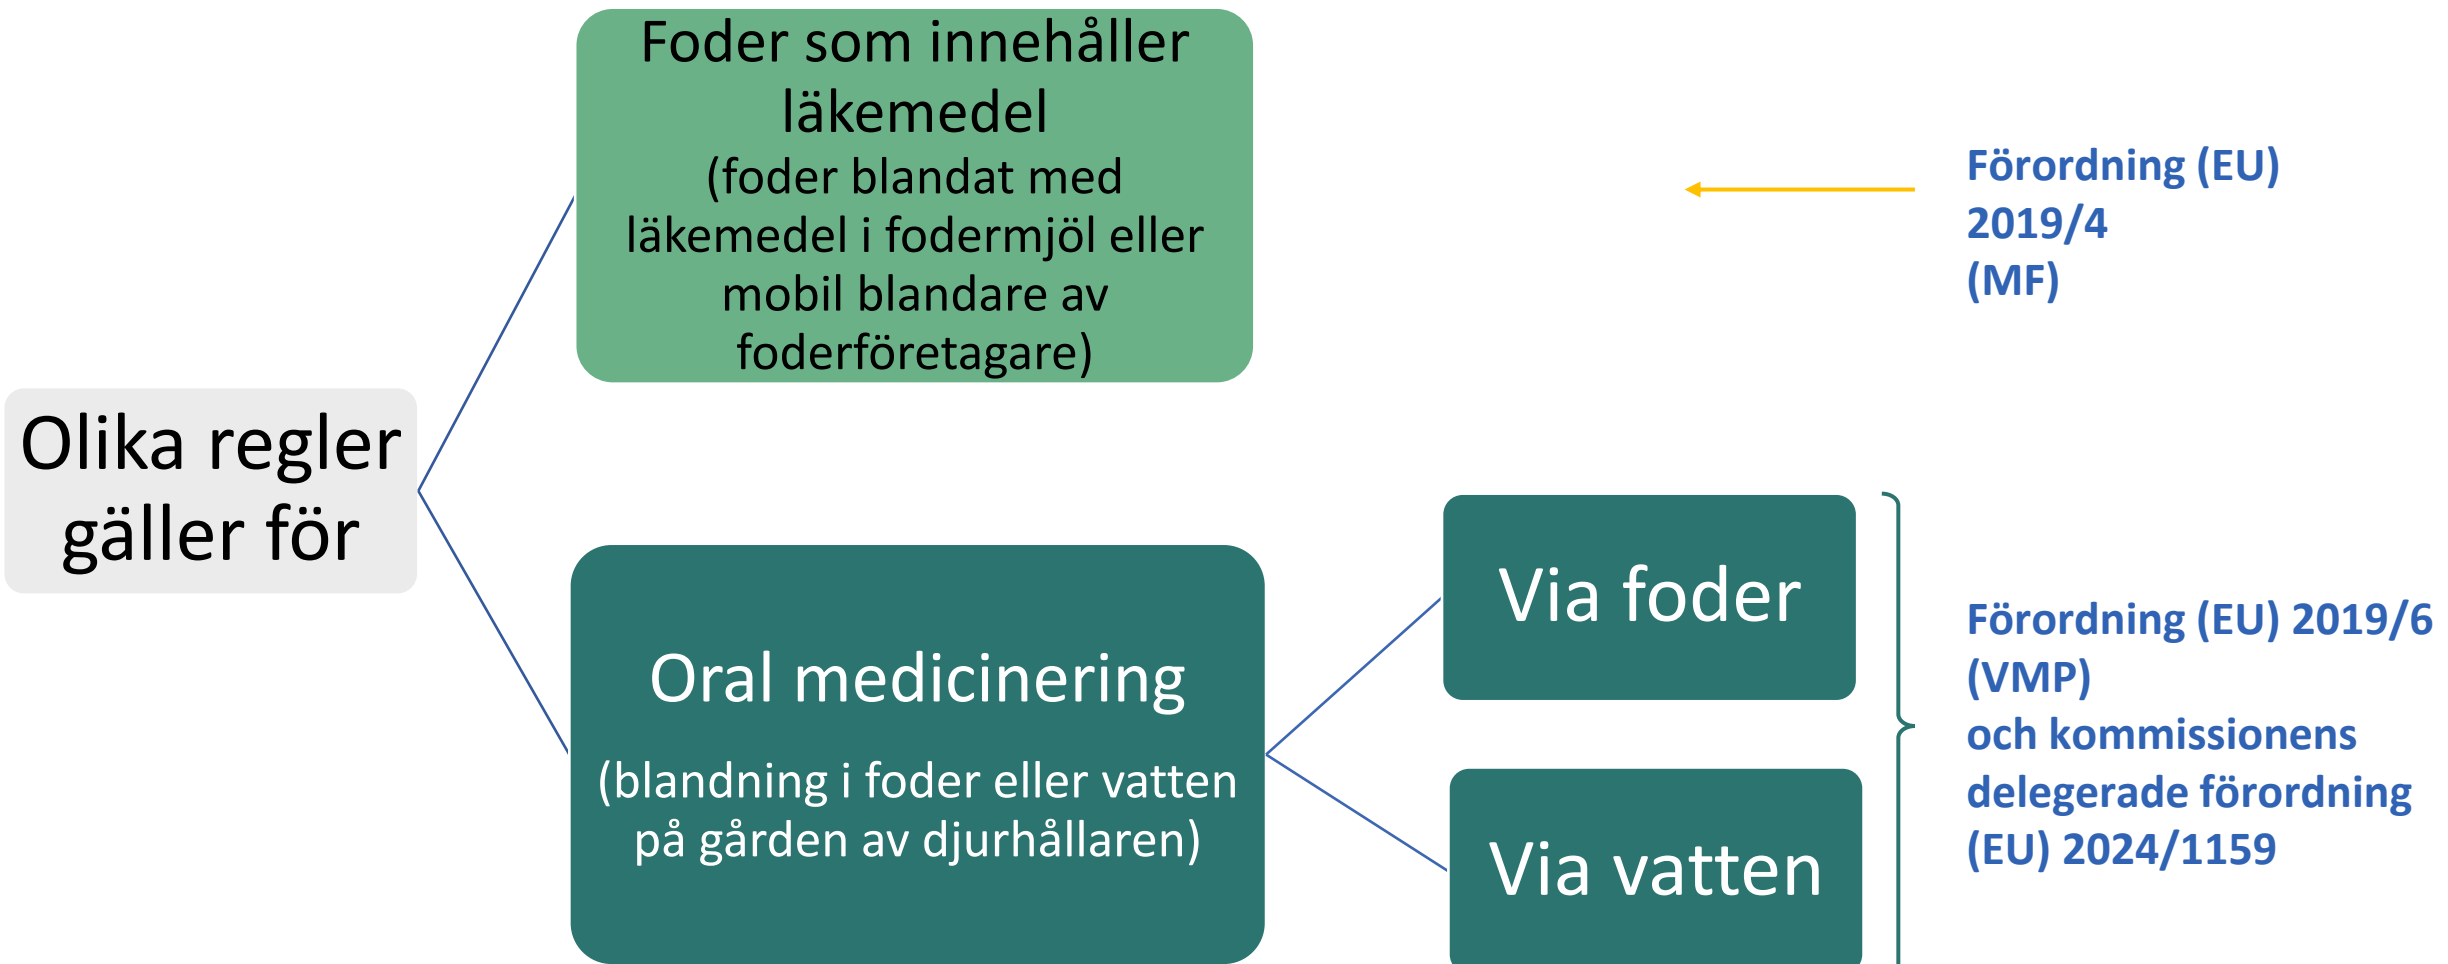 Foder som innehåller
läkemedel
(foder blandat med
läkemedel i fodermjöl eller
mobil blandare av
foderföretagare)
Förordning (EU)
2019/4
(MF)
Olika regler
gäller för
Oral medicinering
(blandning i foder eller vatten
på gården av djurhållaren)
Via foder
Via vatten
Förordning (EU) 2019/6
(VMP)
och kommissionens
delegerade förordning
(EU) 2024/1159